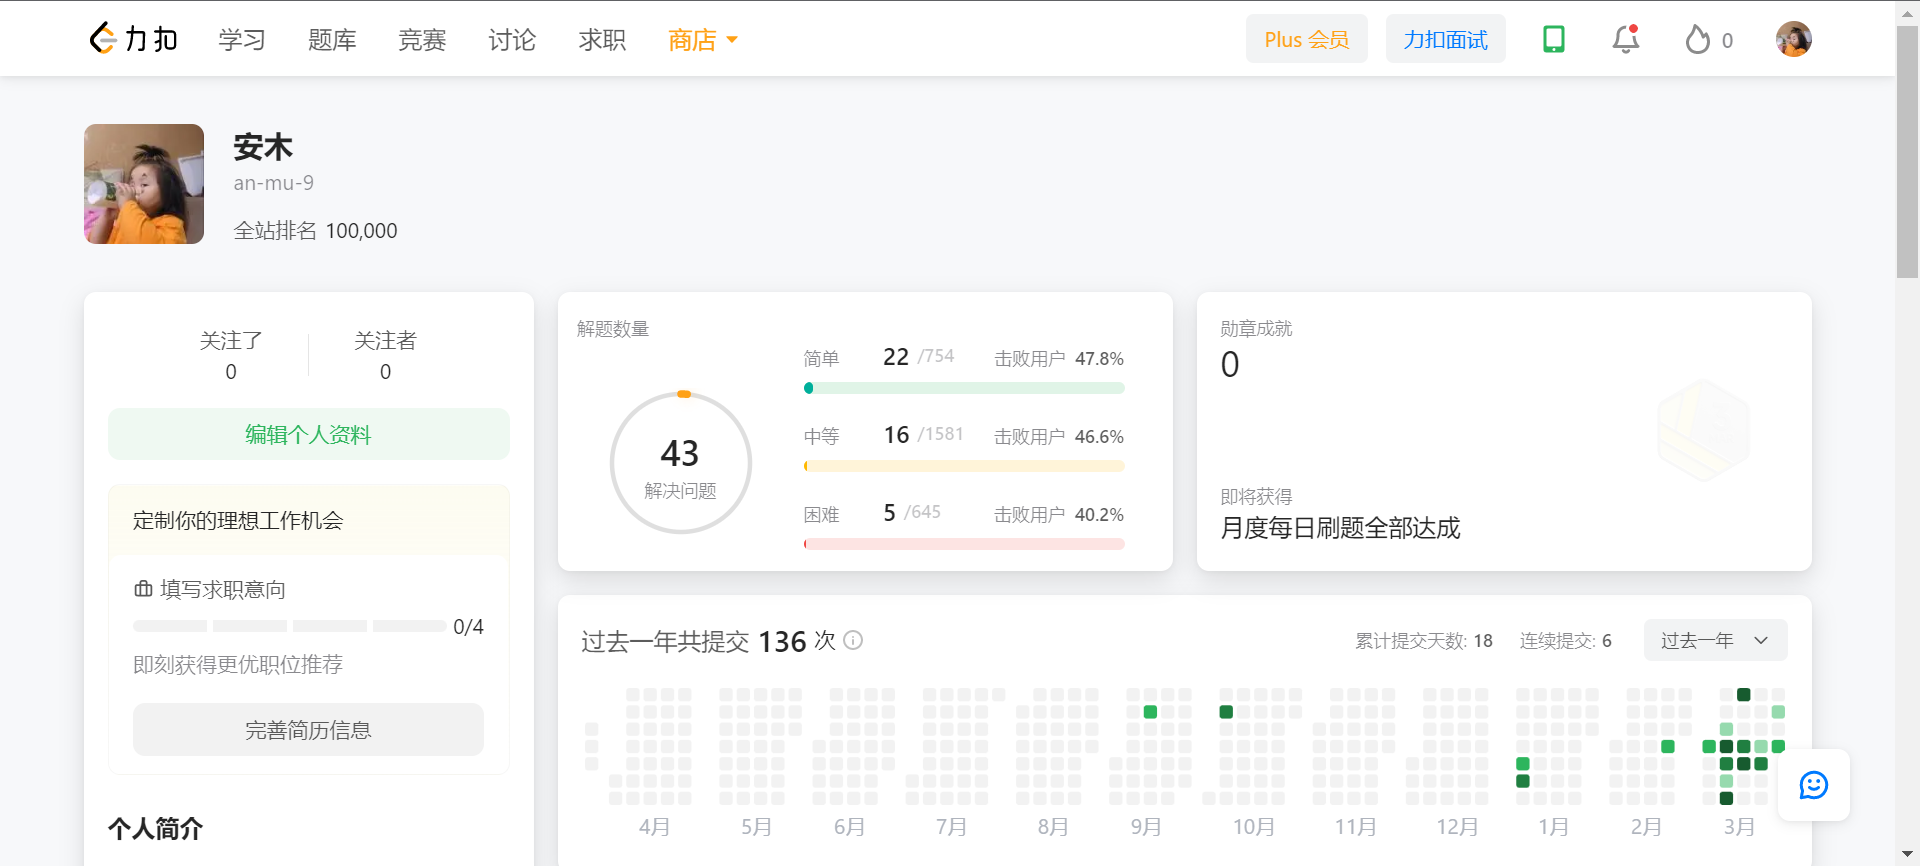 力扣 学习 题库 竞赛 讨论 求职 商店 Plus 会员 力扣面试 0
安木
an-mu-9
全站排名 100,000
关注了 关注者
0 0
编辑个人资料
定制你的理想工作机会
填写求职意向
0/4
即刻获得更优职位推荐
完善简历信息
个人简介
解题数量
43
解决问题
简单 22 /754 击败用户 47.8%
中等 16 /1581 击败用户 46.6%
困难 5 /645 击败用户 40.2%
勋章成就
0
即将获得
月度每日刷题全部达成
过去一年共提交 136 次 累计提交天数: 18 连续提交: 6 过去一年
4月 5月 6月 7月 8月 9月 10月 11月 12月 1月 2月 3月